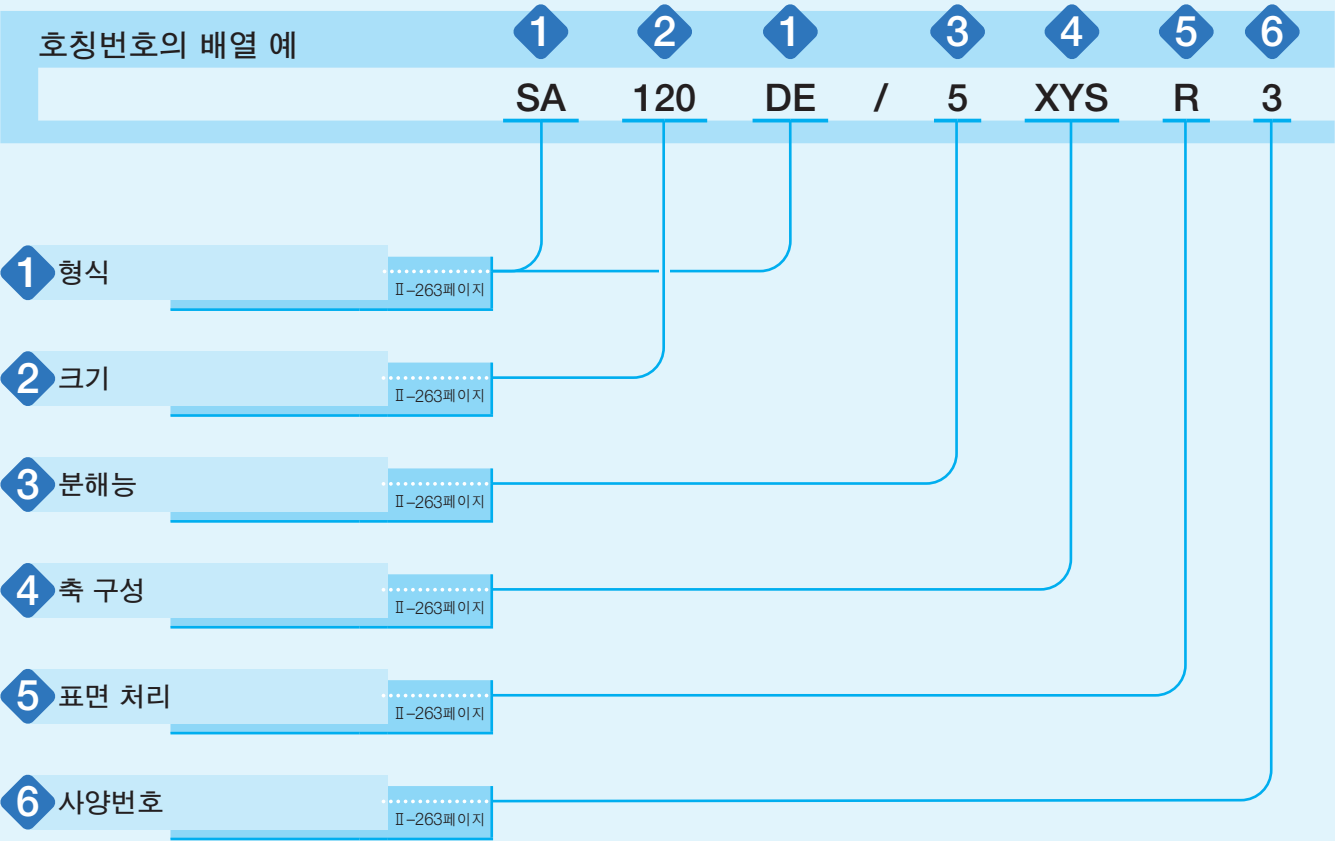 호칭번호의 배열 예
1 2 1 3 4 5 6
SA 120 DE / 5 XYS R 3
1 형식
Ⅱ-263페이지
2 크기
Ⅱ-263페이지
3 분해능
Ⅱ-263페이지
4 축 구성
Ⅱ-263페이지
5 표면 처리
Ⅱ-263페이지
6 사양번호
Ⅱ-263페이지